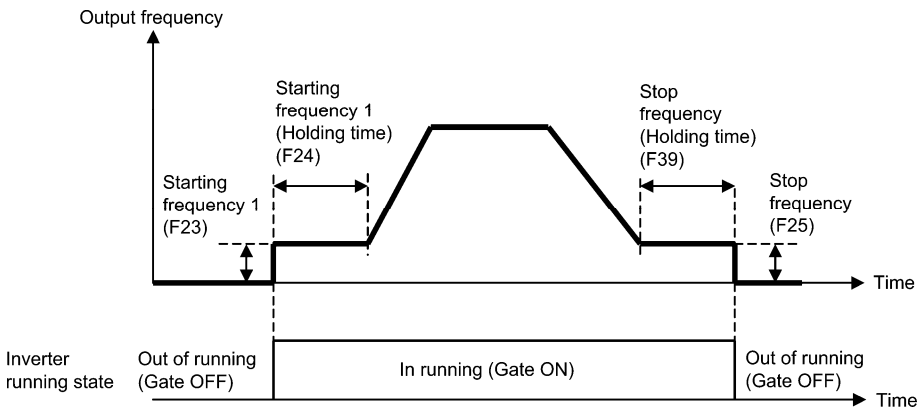 Output frequency
Starting
frequency 1
(Holding time)
(F24)
Stop
frequency
(Holding time)
(F39)
Starting
frequency 1
(F23)
Stop
frequency
(F25)
Time
Inverter
running state
Out of running
(Gate OFF)
In running (Gate ON)
Out of running
(Gate OFF)
Time